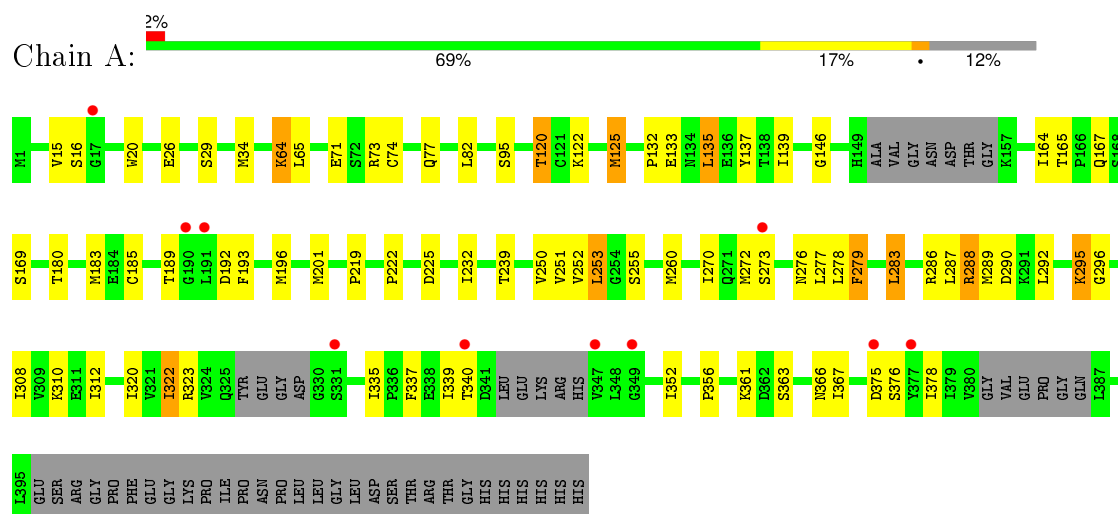 2%
Chain A:
69% 17% • 12%
M1 V15 S16 G17 W20 E26 S29 M34 K64 L65 E71 S72 R73 C74 Q77 L82 S95 T120 G121 K122 M125 P132 E133 N134 L135 E136 Y137 T138 I139 G146 H149 ALA VAL GLY ASN ASP THR GLY K157 I164 T165 P166 Q167 S168
S169 T180 M183 E184 C185 T189 G190 L191 D192 F193 M196 M201 P219 P222 D225 I232 T239 V250 V251 V252 L253 G254 S255 M260 I270 Q271 M272 S273 N276 L277 L278 F279 L283 R286 L287 R288 M289 D290 K291 L292 K295 G296
I308 V309 K310 E311 I312 I320 V321 I322 R323 V324 Q325 TYR GLU GLY ASP G330 S331 I335 P336 F337 E338 I339 T340 D341 LEU GLU LYS ARG HIS V347 L348 G349 I352 P356 K361 D362 S363 N366 I367 D375 S376 Y377 I378 I379 V380 GLY VAL GLU PRO GLY GLN L387
L395 GLU SER ARG GLY PRO PHE GLU GLY LYS PRO ILE PRO ASN PRO LEU LEU GLY LEU ASP SER THR ARG THR GLY HIS HIS HIS HIS HIS HIS